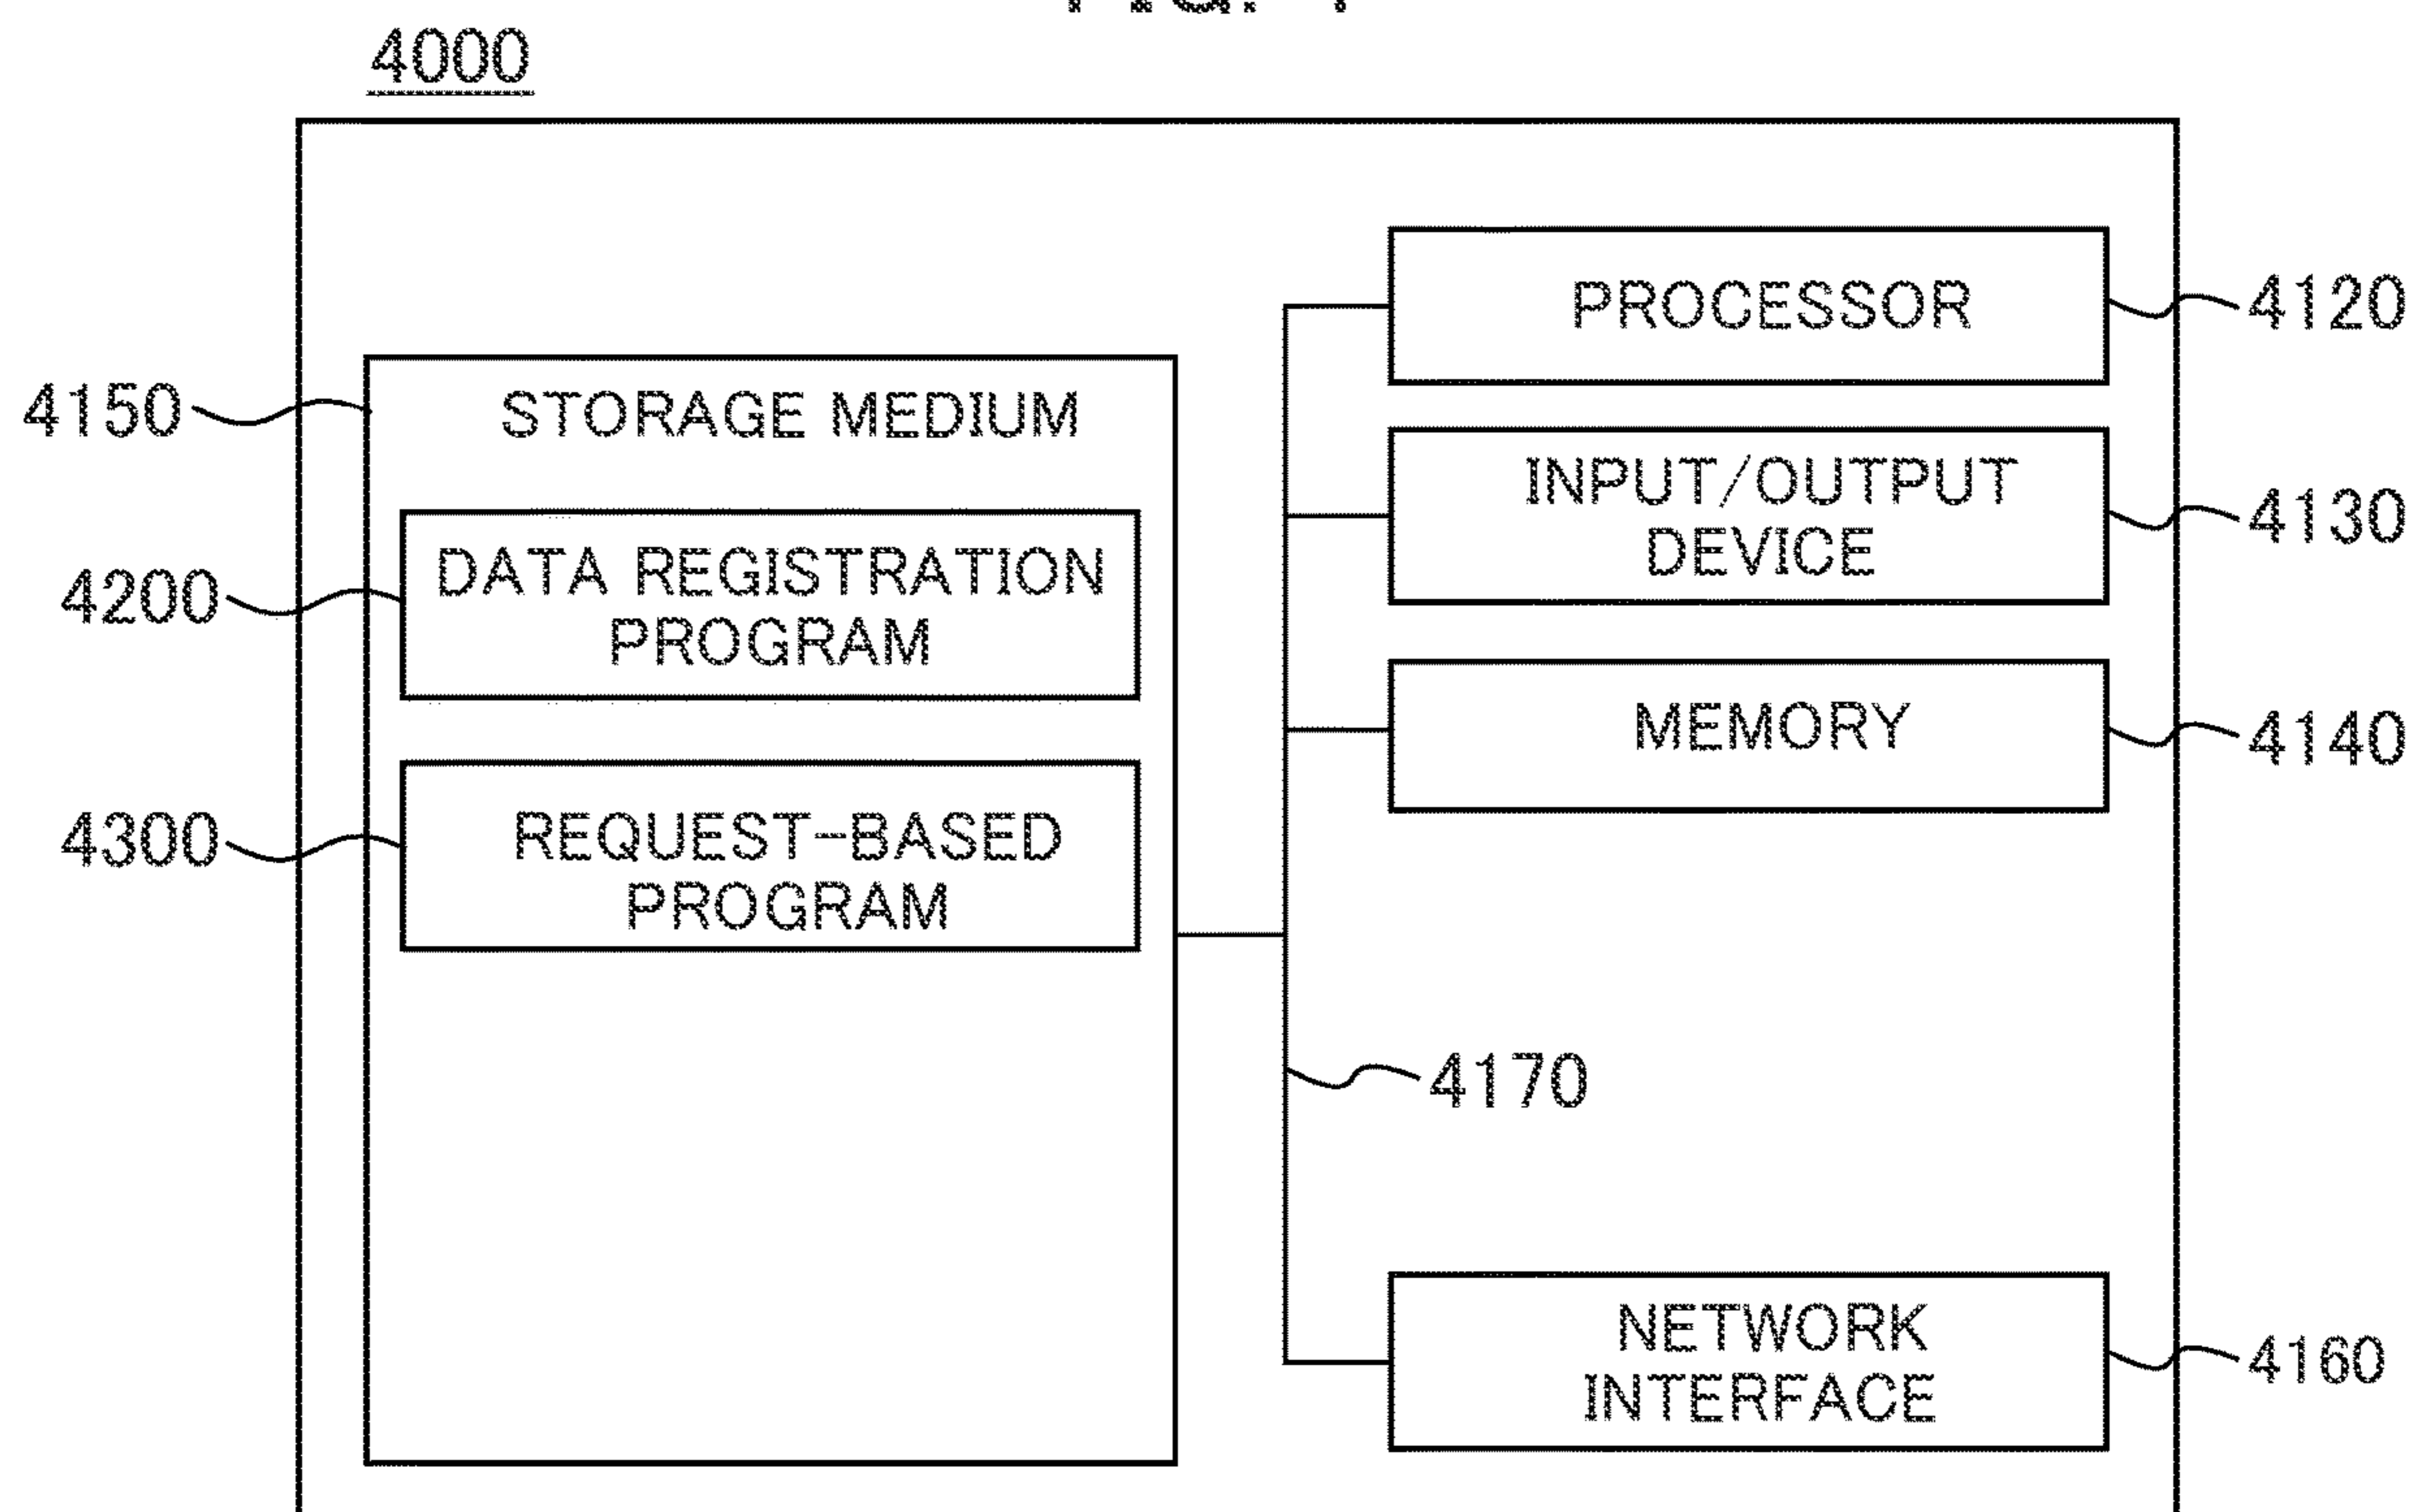 4000
PROCESSOR
4120
4150
STORAGE MEDIUM
INPUT/OUTPUT
DEVICE
4130
4200
DATA REGISTRATION
PROGRAM
MEMORY
4140
4300
REQUEST-BASED
PROGRAM
4170
NETWORK
INTERFACE
4160